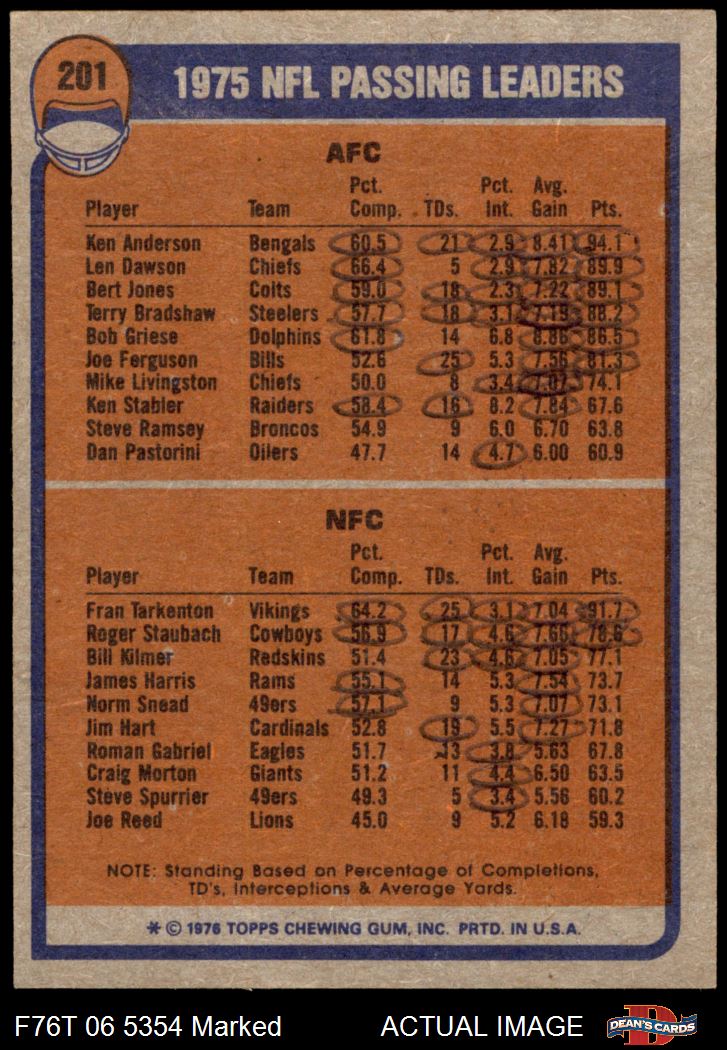 201
1975 NFL PASSING LEADERS
AFC
Pct. Pct. Avg.
Player Team Comp. TDs. Int. Gain Pts.
Ken Anderson Bengals 60.5 21 2.9 8.41 94.1
Len Dawson Chiefs 66.4 5 2.9 7.82 89.9
Bert Jones Colts 59.0 18 2.3 7.22 89.1
Terry Bradshaw Steelers 57.7 18 3.1 7.19 88.2
Bob Griese Dolphins 61.8 14 6.8 8.86 86.5
Joe Ferguson Bills 52.6 25 5.3 7.56 81.3
Mike Livingston Chiefs 50.0 8 3.4 7.07 74.1
Ken Stabler Raiders 58.4 16 8.2 7.84 67.6
Steve Ramsey Broncos 54.9 9 6.0 6.70 63.8
Dan Pastorini Oilers 47.7 14 4.7 6.00 60.9
NFC
Pct. Pct. Avg.
Player Team Comp. TDs. Int. Gain Pts.
Fran Tarkenton Vikings 64.2 25 3.1 7.04 91.7
Roger Staubach Cowboys 56.9 17 4.6 7.66 78.6
Bill Kilmer Redskins 51.4 23 4.6 7.05 77.1
James Harris Rams 55.1 14 5.3 7.54 73.7
Norm Snead 49ers 57.1 9 5.3 7.07 73.1
Jim Hart Cardinals 52.8 19 5.5 7.27 71.8
Roman Gabriel Eagles 51.7 13 3.8 5.63 67.8
Craig Morton Giants 51.2 11 4.4 6.50 63.5
Steve Spurrier 49ers 49.3 5 3.4 5.56 60.2
Joe Reed Lions 45.0 9 5.2 6.18 59.3
NOTE: Standing Based on Percentage of Completions,
TD's, Interceptions & Average Yards.
* © 1976 TOPPS CHEWING GUM, INC. PRTD. IN U.S.A.
F76T 06 5354 Marked ACTUAL IMAGE DEAN'S CARDS